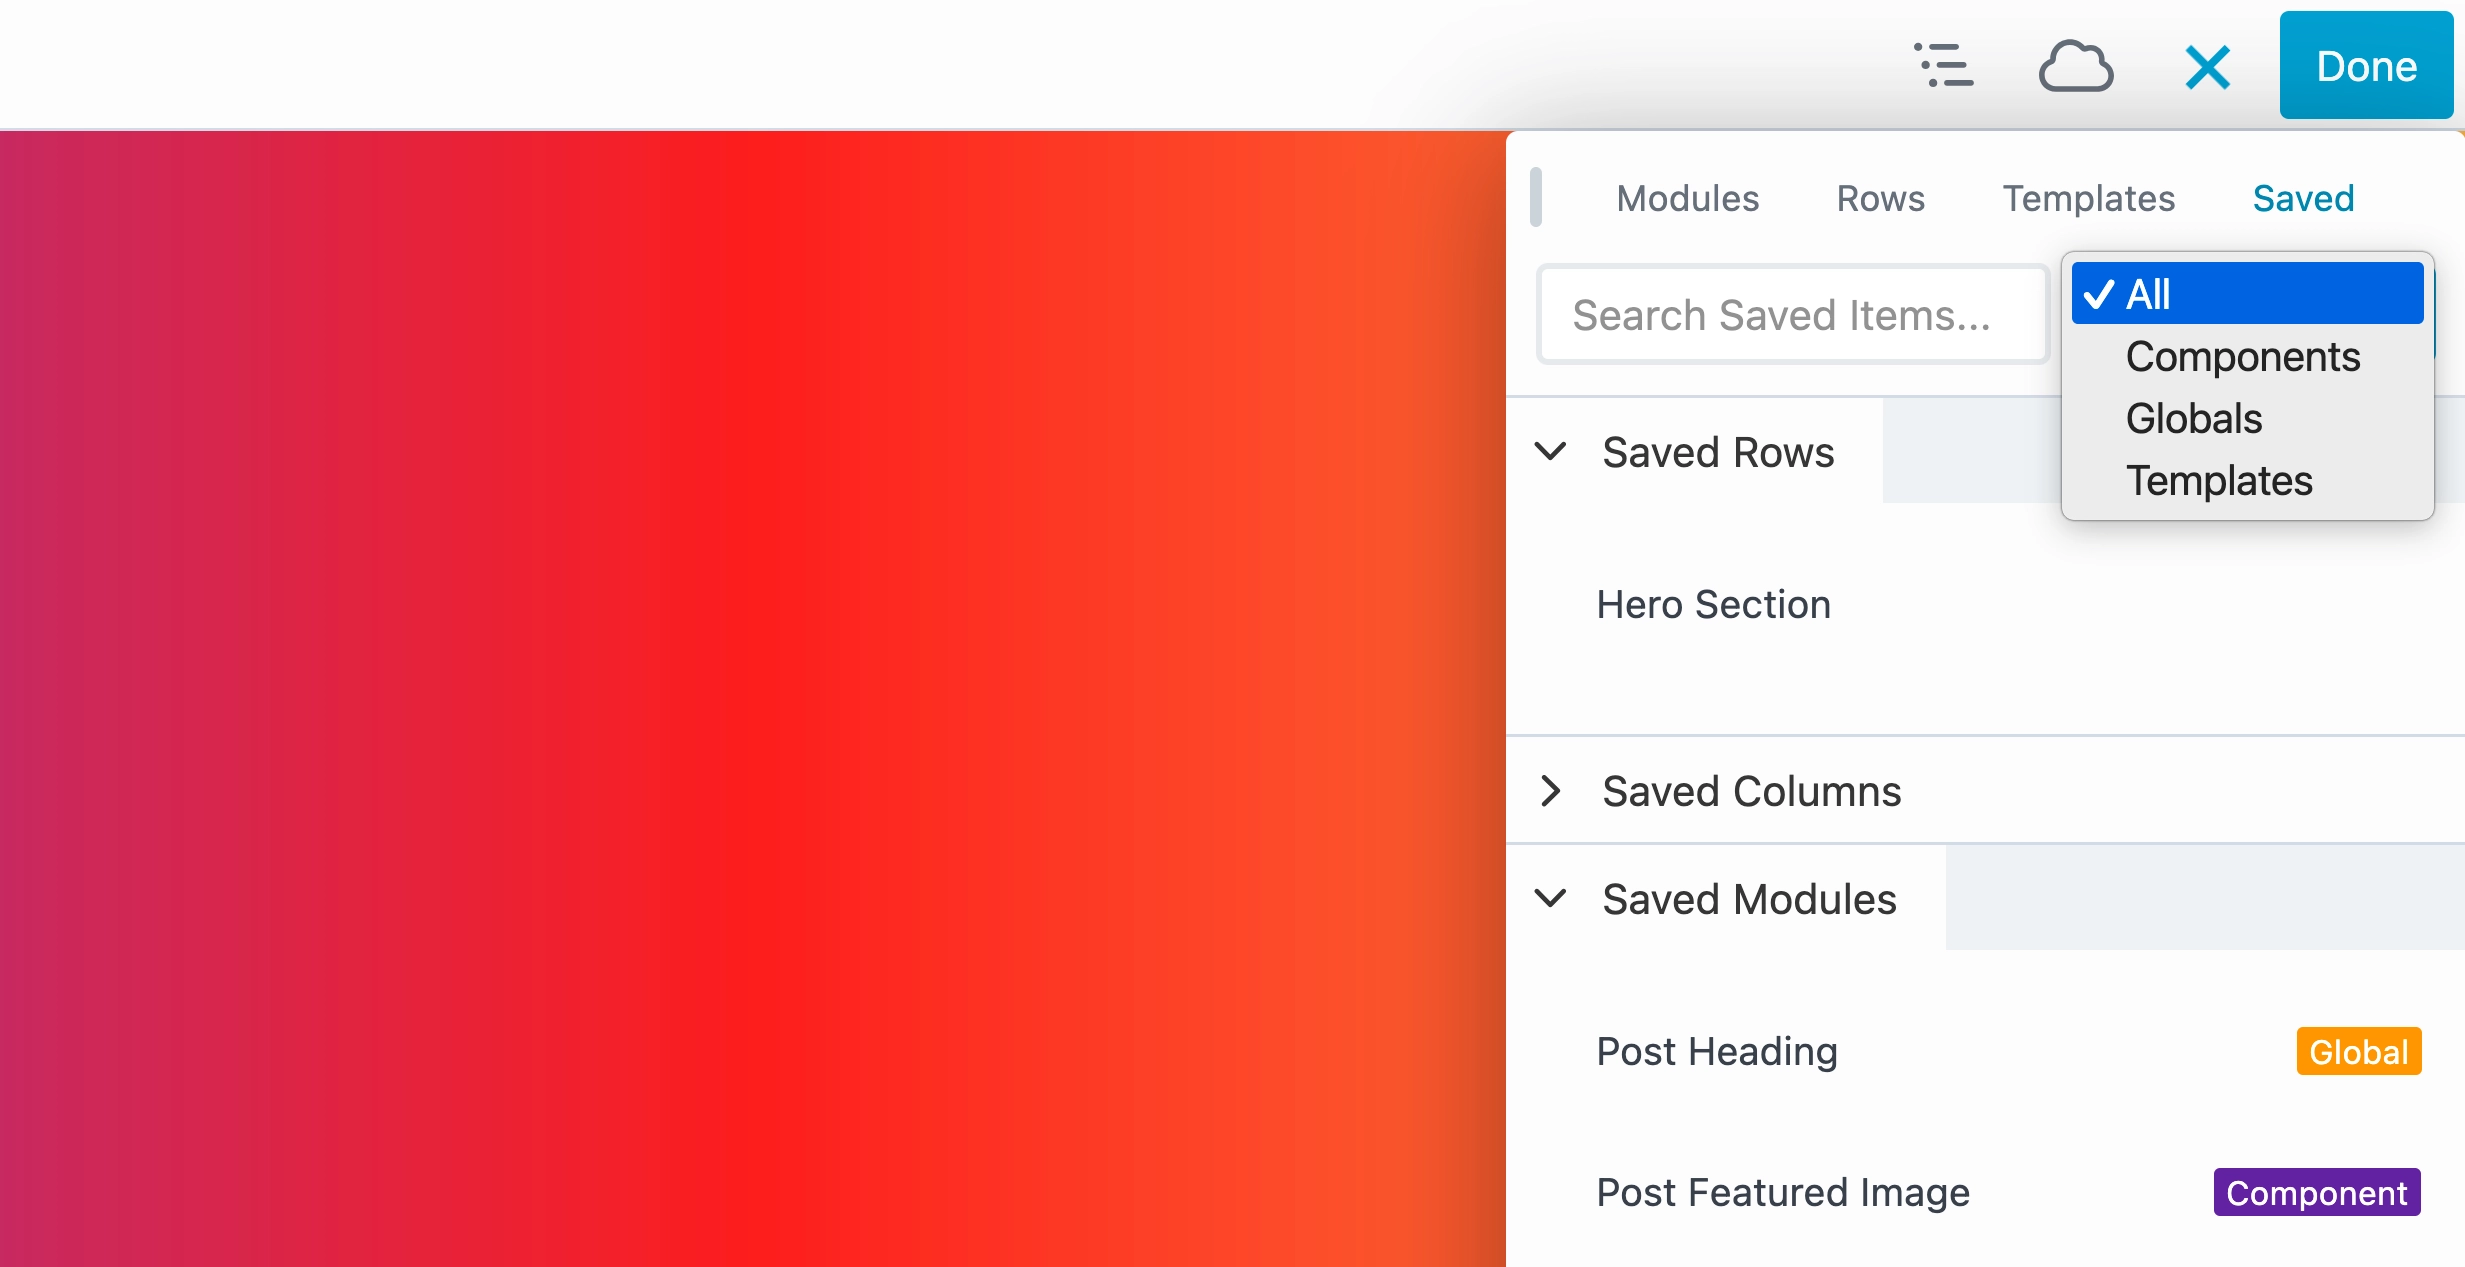 Done
Modules Rows Templates Saved
Search Saved Items...
All
Components
Globals
Templates
Saved Rows
Hero Section
Saved Columns
Saved Modules
Post Heading Global
Post Featured Image Component